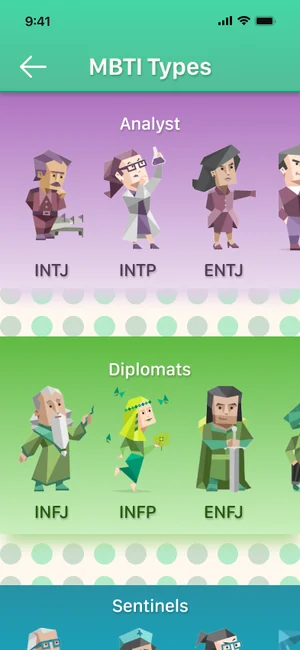 9:41
MBTI Types
Analyst
INTJ INTP ENTJ
Diplomats
INFJ INFP ENFJ
Sentinels